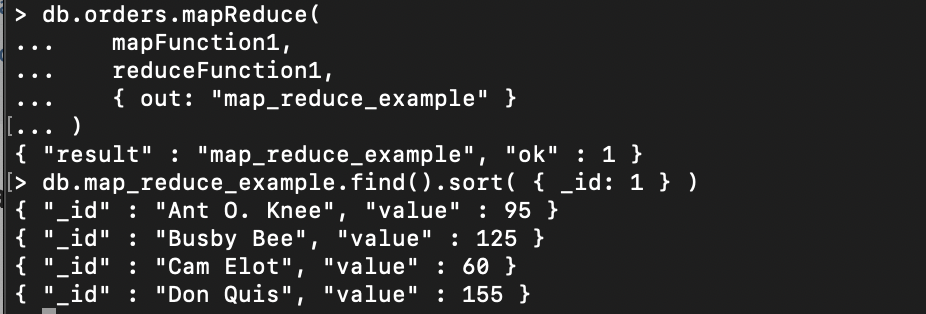 > db.orders.mapReduce(
...    mapFunction1,
...    reduceFunction1,
...    { out: "map_reduce_example" }
[... )
{ "result" : "map_reduce_example", "ok" : 1 }
[> db.map_reduce_example.find().sort( { _id: 1 } )
{ "_id" : "Ant O. Knee", "value" : 95 }
{ "_id" : "Busby Bee", "value" : 125 }
{ "_id" : "Cam Elot", "value" : 60 }
{ "_id" : "Don Quis", "value" : 155 }